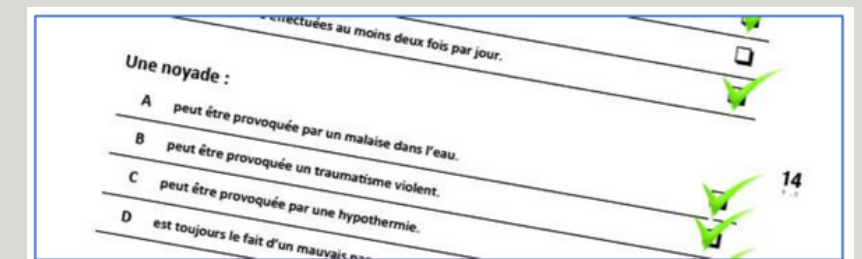 effectuées au moins deux fois par jour.
Une noyade :
A peut être provoquée par un malaise dans l'eau.
14
B peut être provoquée un traumatisme violent.
C peut être provoquée par une hypothermie.
D est toujours le fait d'un mauvais